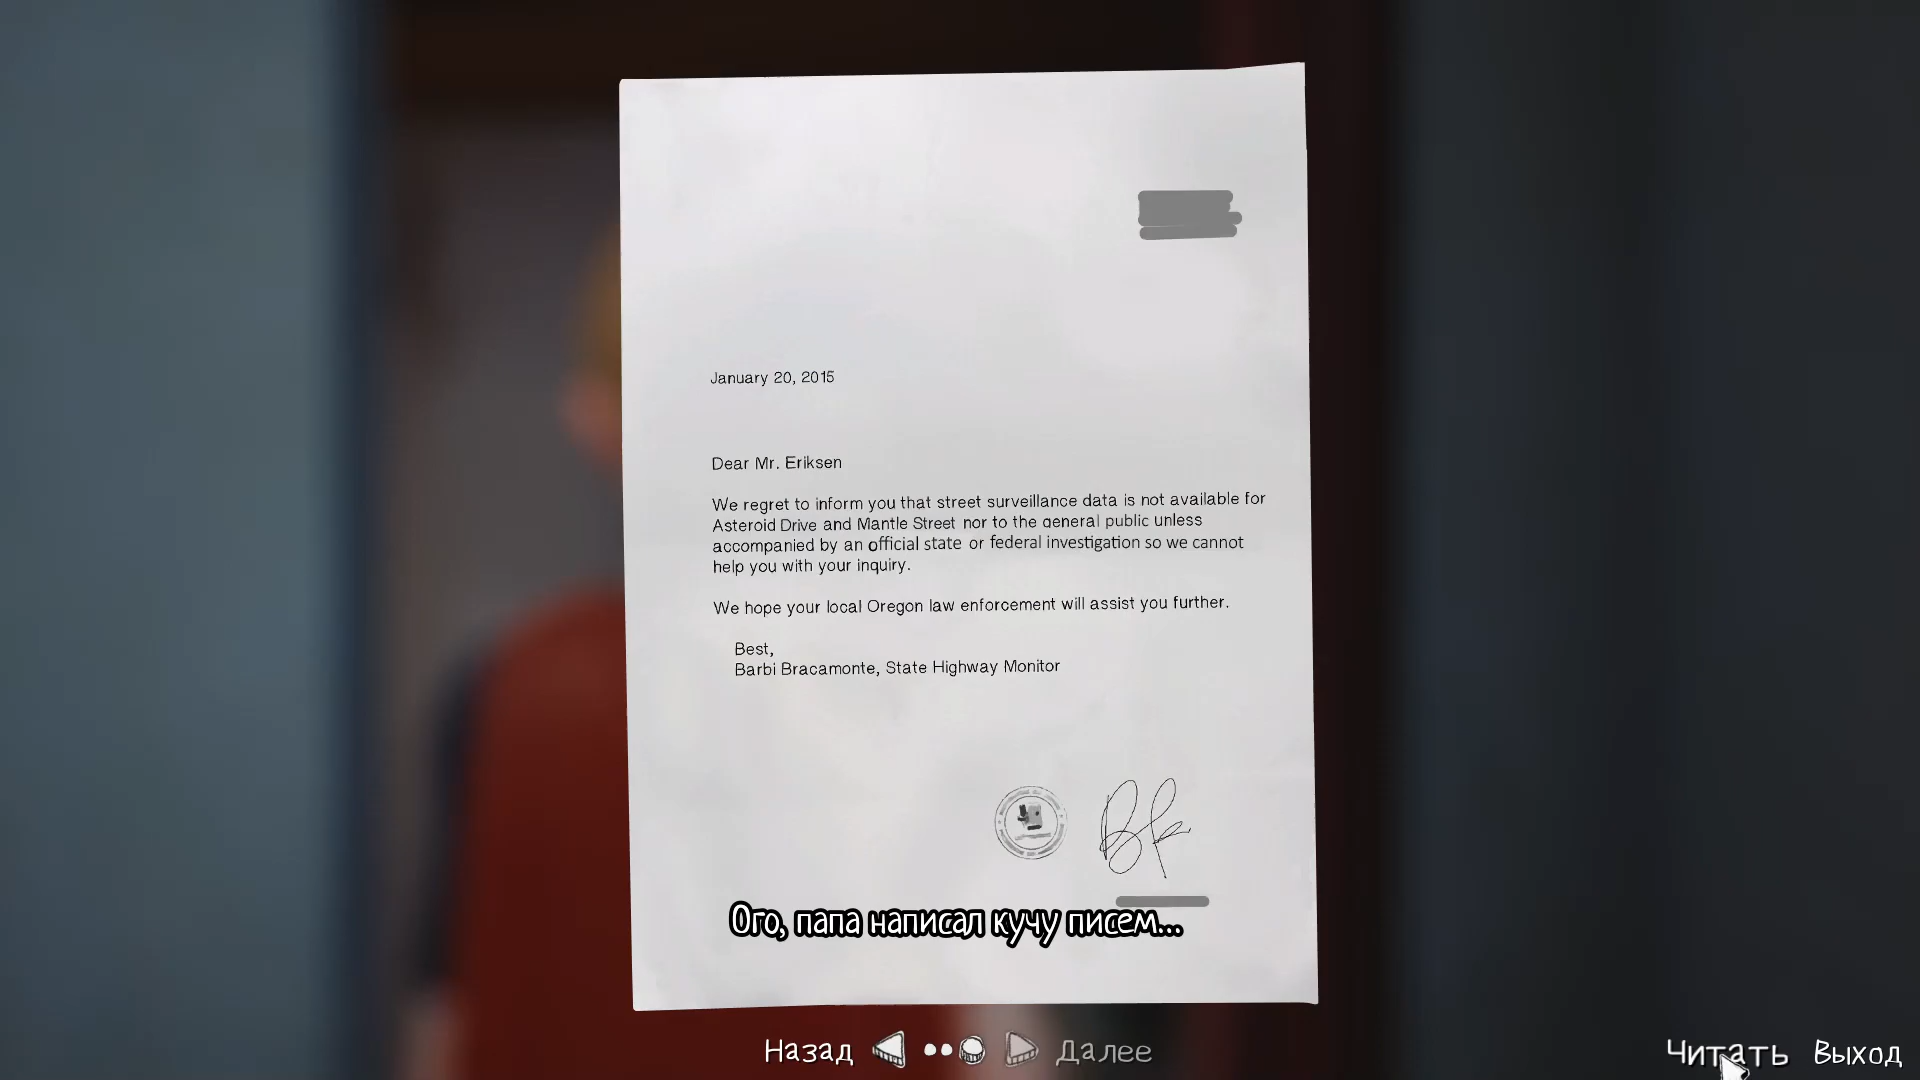 January 20, 2015
Dear Mr. Eriksen
We regret to inform you that street surveillance data is not available for
Asteroid Drive and Mantle Street nor to the general public unless
accompanied by an official state or federal investigation so we cannot
help you with your inquiry.
We hope your local Oregon law enforcement will assist you further.
Best,
Barbi Bracamonte, State Highway Monitor
Ого, папа написал кучу писем...
Назад
Далее
Читать
Выход